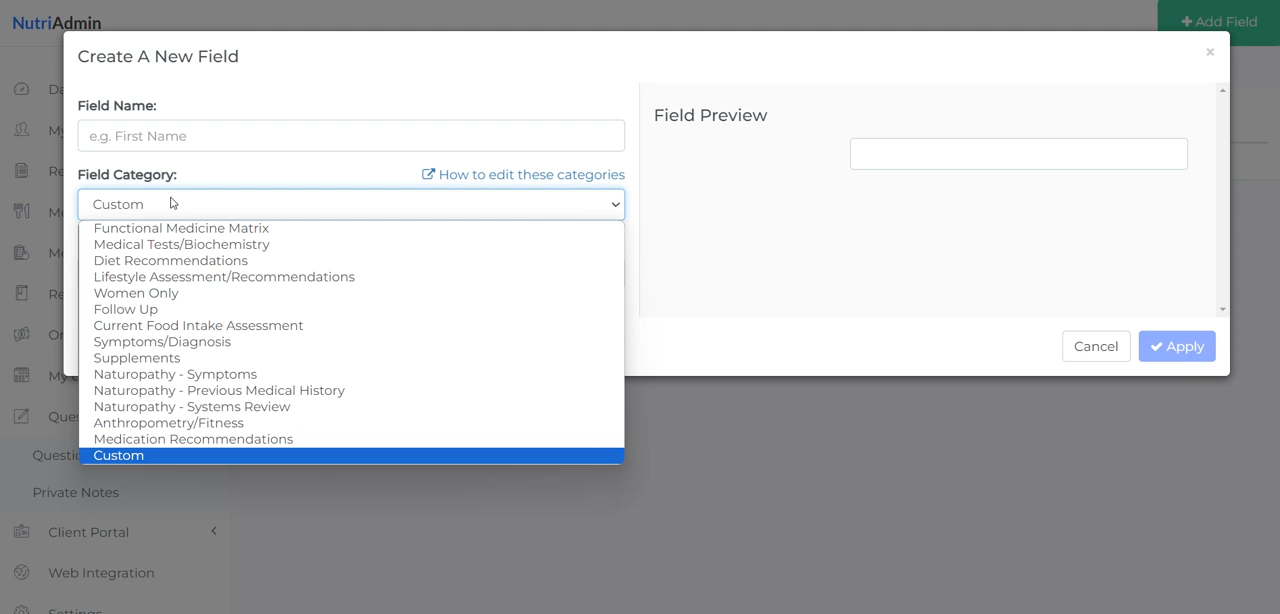 NutriAdmin
Add Field
Create A New Field
×
Field Name:
e.g. First Name
Field Category:
How to edit these categories
Custom
Functional Medicine Matrix
Medical Tests/Biochemistry
Diet Recommendations
Lifestyle Assessment/Recommendations
Women Only
Follow Up
Current Food Intake Assessment
Symptoms/Diagnosis
Supplements
Naturopathy - Symptoms
Naturopathy - Previous Medical History
Naturopathy - Systems Review
Anthropometry/Fitness
Medication Recommendations
Custom
Field Preview
Cancel
Apply
Private Notes
Client Portal
Web Integration
Settings